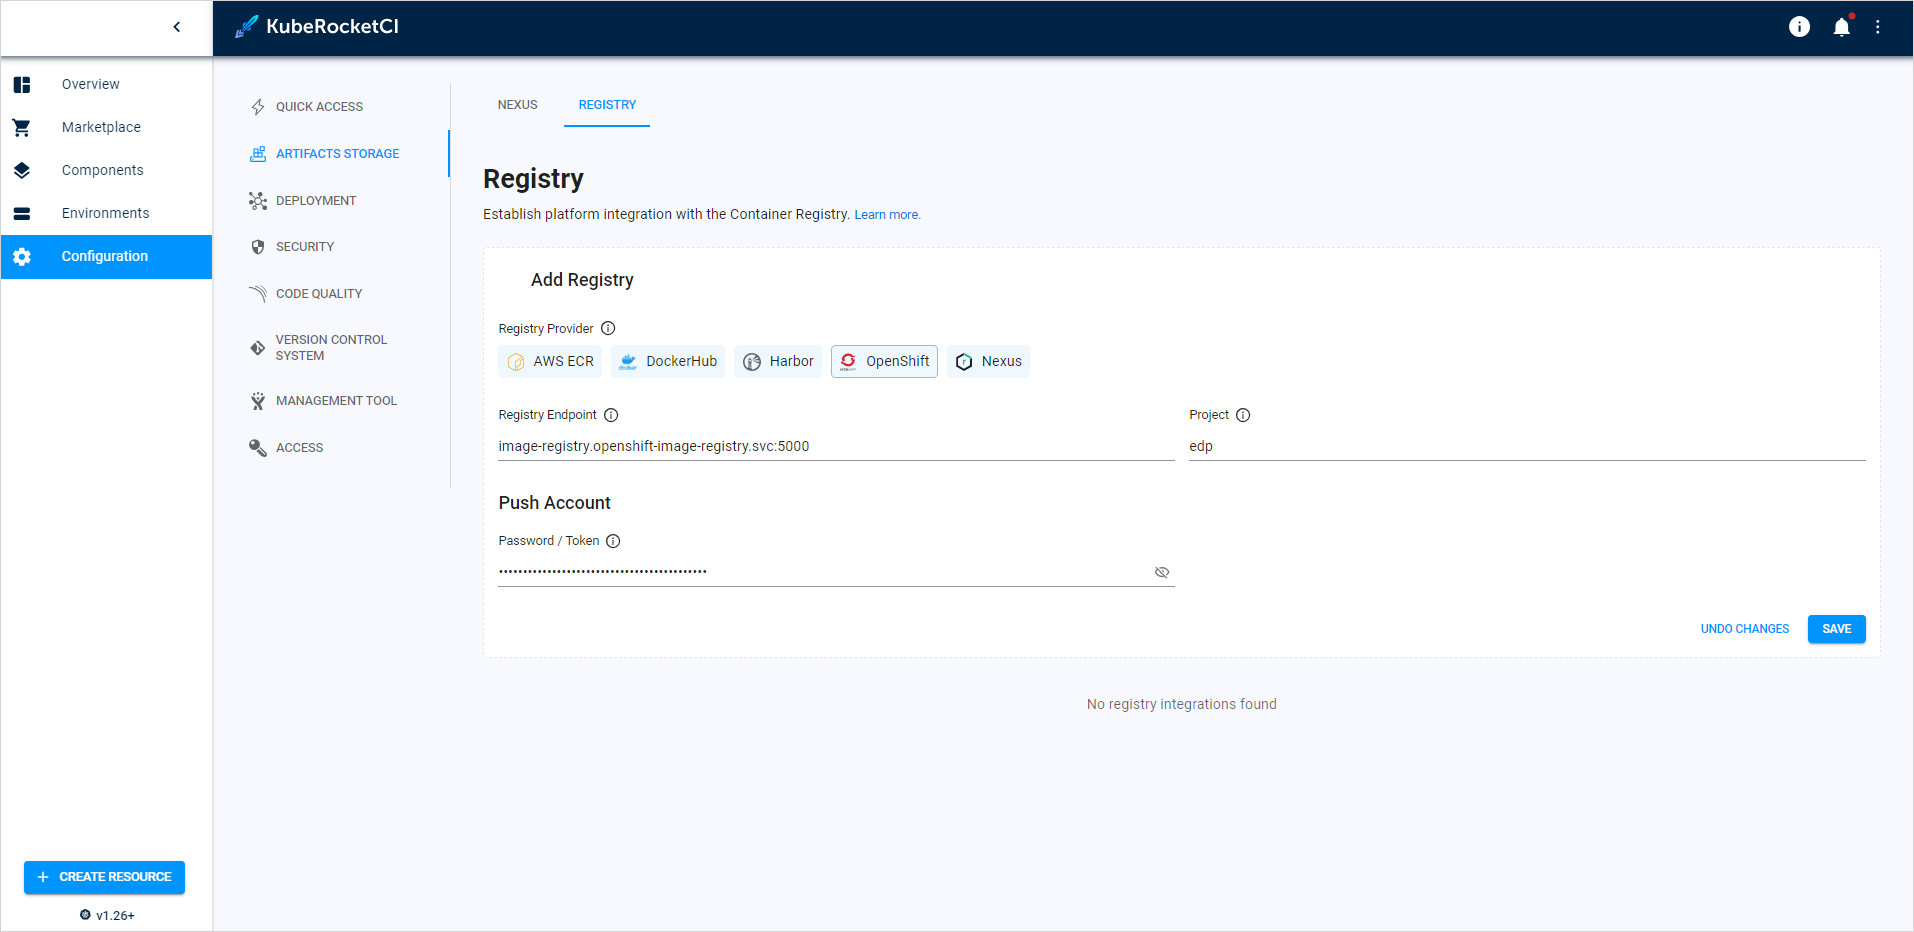 KubeRocketCI
Overview
Marketplace
Components
Environments
Configuration
CREATE RESOURCE
v1.26+
QUICK ACCESS
ARTIFACTS STORAGE
DEPLOYMENT
SECURITY
CODE QUALITY
VERSION CONTROL
SYSTEM
MANAGEMENT TOOL
ACCESS
NEXUS REGISTRY
Registry
Establish platform integration with the Container Registry. Learn more.
Add Registry
Registry Provider
AWS ECR DockerHub Harbor OpenShift Nexus
Registry Endpoint Project
image-registry.openshift-image-registry.svc:5000 edp
Push Account
Password / Token
UNDO CHANGES SAVE
No registry integrations found